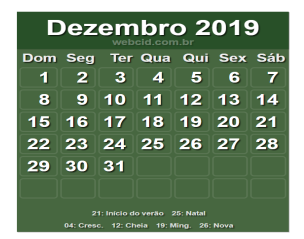 Dezembro 2019
webcid.com.br
Dom Seg Ter Qua Qui Sex Sáb
1 2 3 4 5 6 7
8 9 10 11 12 13 14
15 16 17 18 19 20 21
22 23 24 25 26 27 28
29 30 31
21: Início do verão 25: Natal
04: Cresc. 12: Cheia 19: Ming. 26: Nova